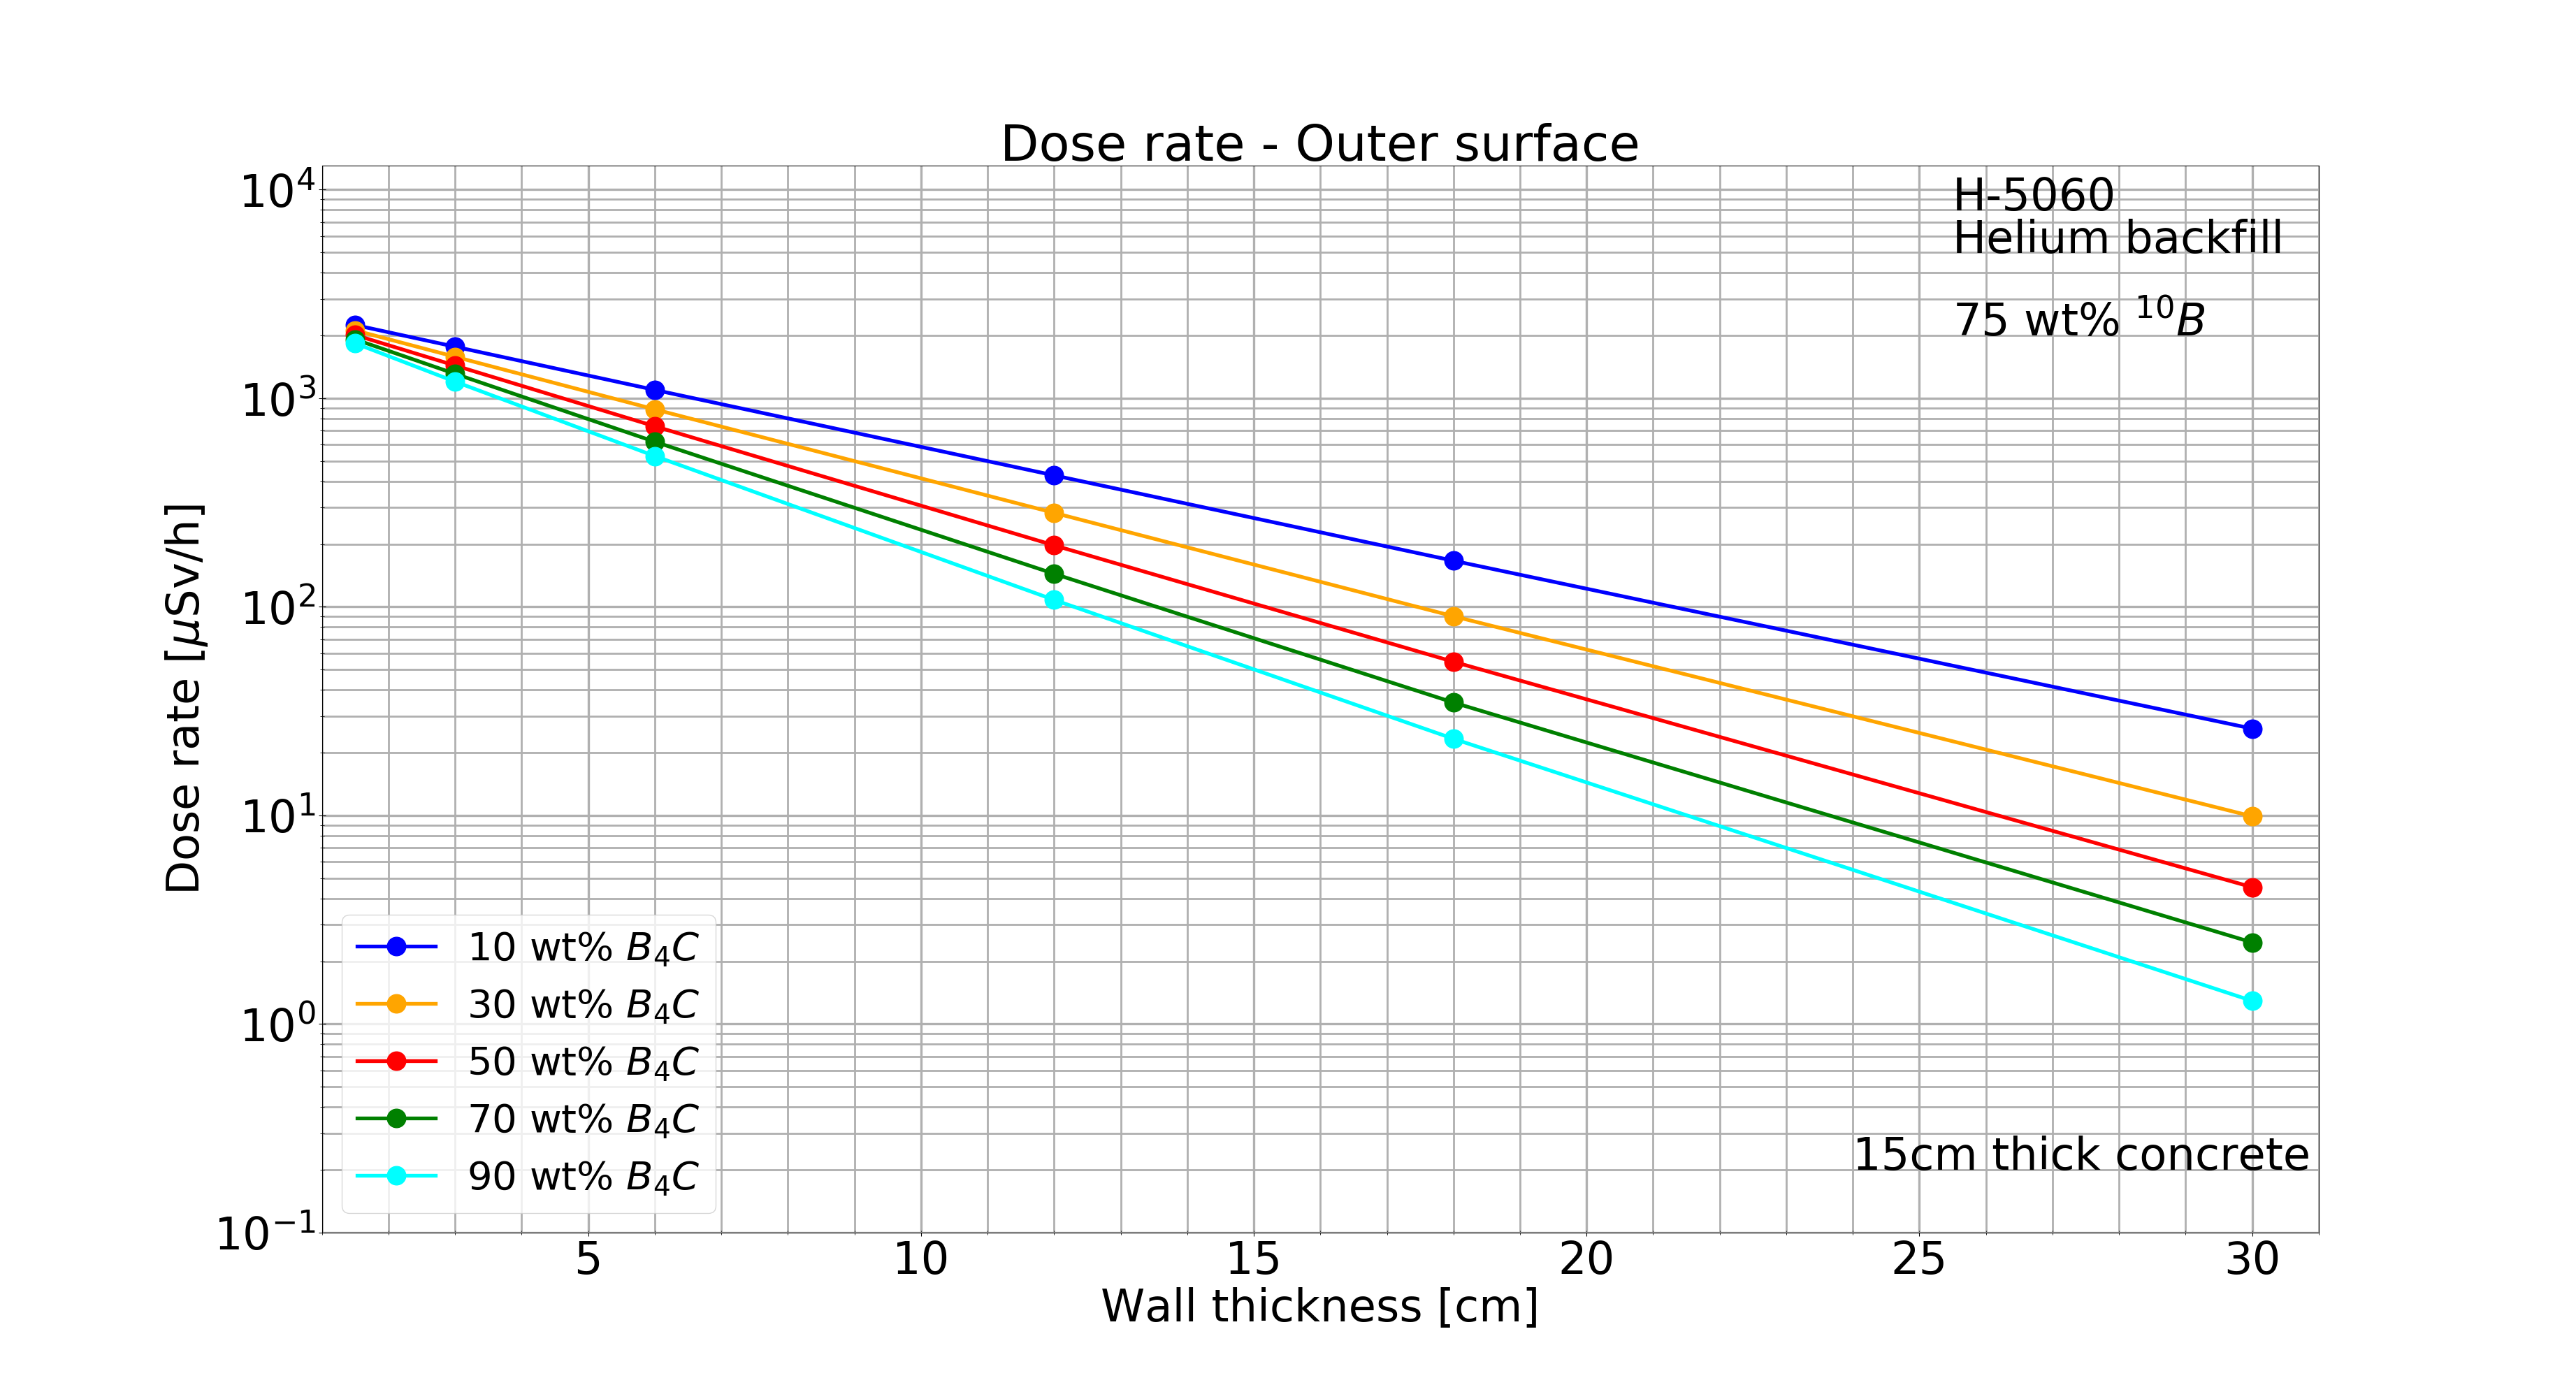 Dose rate - Outer surface
H-5060
Helium backfill
75 wt% ¹⁰B
10⁴
10³
10²
10¹
10⁰
10⁻¹
Dose rate [μSv/h]
10 wt% B₄C
30 wt% B₄C
50 wt% B₄C
70 wt% B₄C
90 wt% B₄C
15cm thick concrete
5 10 15 20 25 30
Wall thickness [cm]